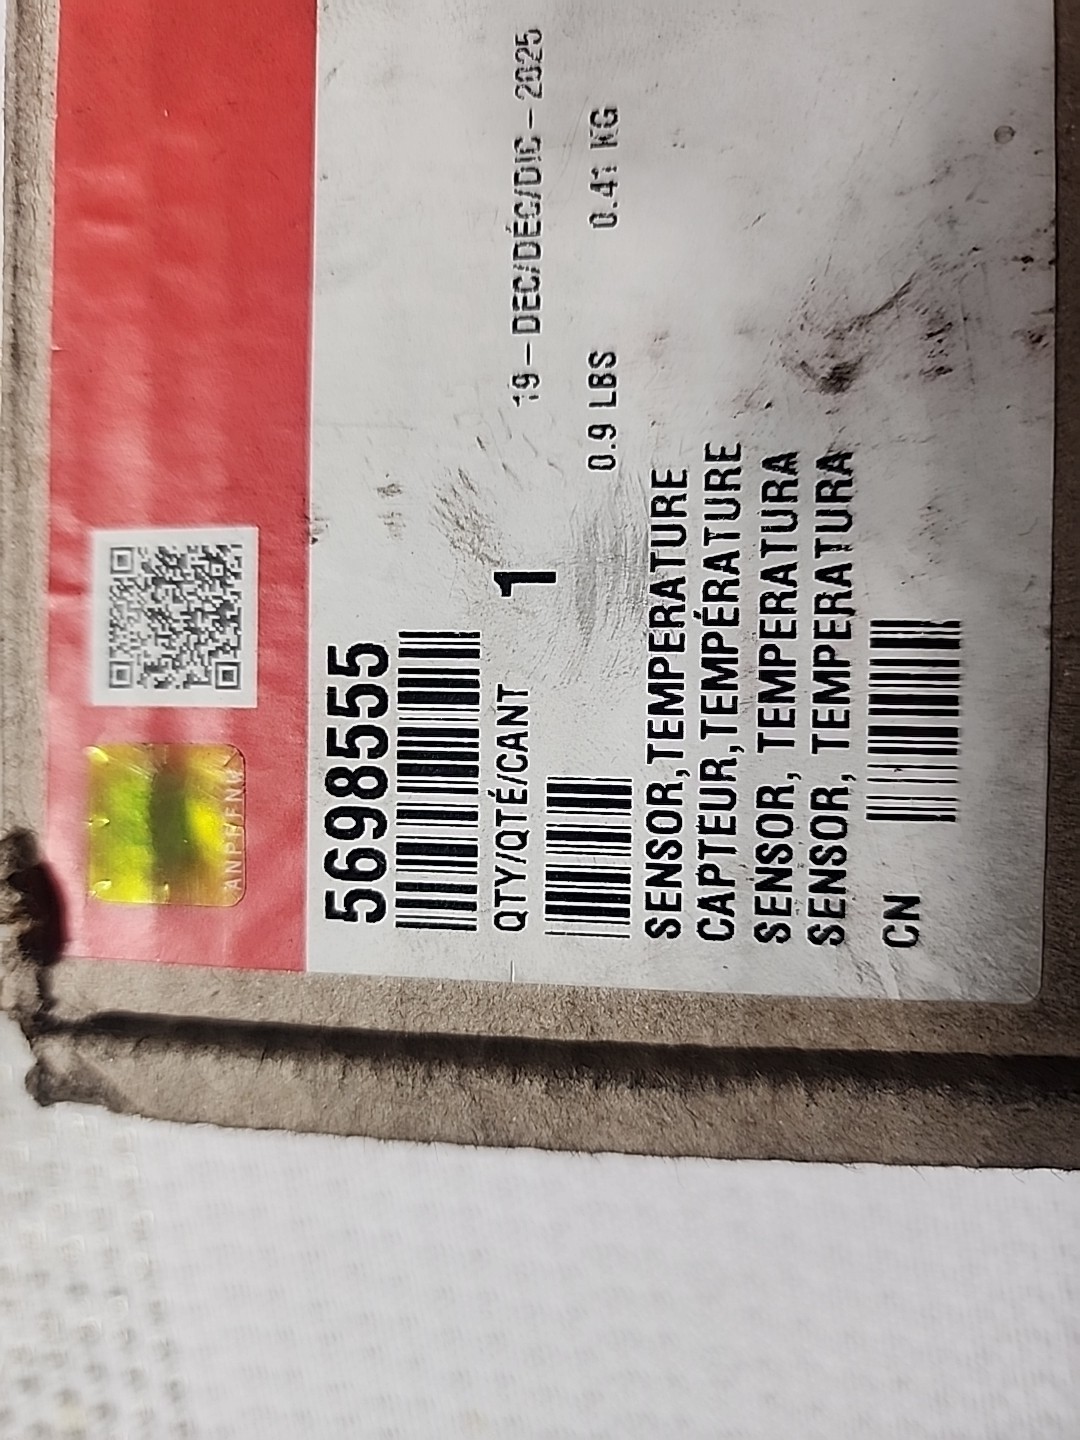 5698555
QTY/QTÉ/CANT 1
19-DEC/DÉC/DIC-2025
0.9 LBS 0.41 KG
SENSOR,TEMPERATURE
CAPTEUR,TEMPÉRATURE
SENSOR, TEMPERATURA
SENSOR, TEMPERATURA
CN